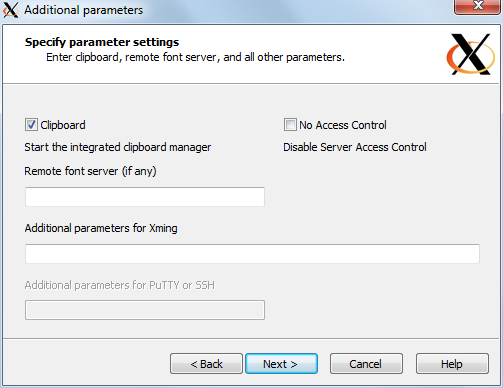 Additional parameters
Specify parameter settings
Enter clipboard, remote font server, and all other parameters.
Clipboard
No Access Control
Start the integrated clipboard manager
Disable Server Access Control
Remote font server (if any)
Additional parameters for Xming
Additional parameters for PuTTY or SSH
< Back
Next >
Cancel
Help